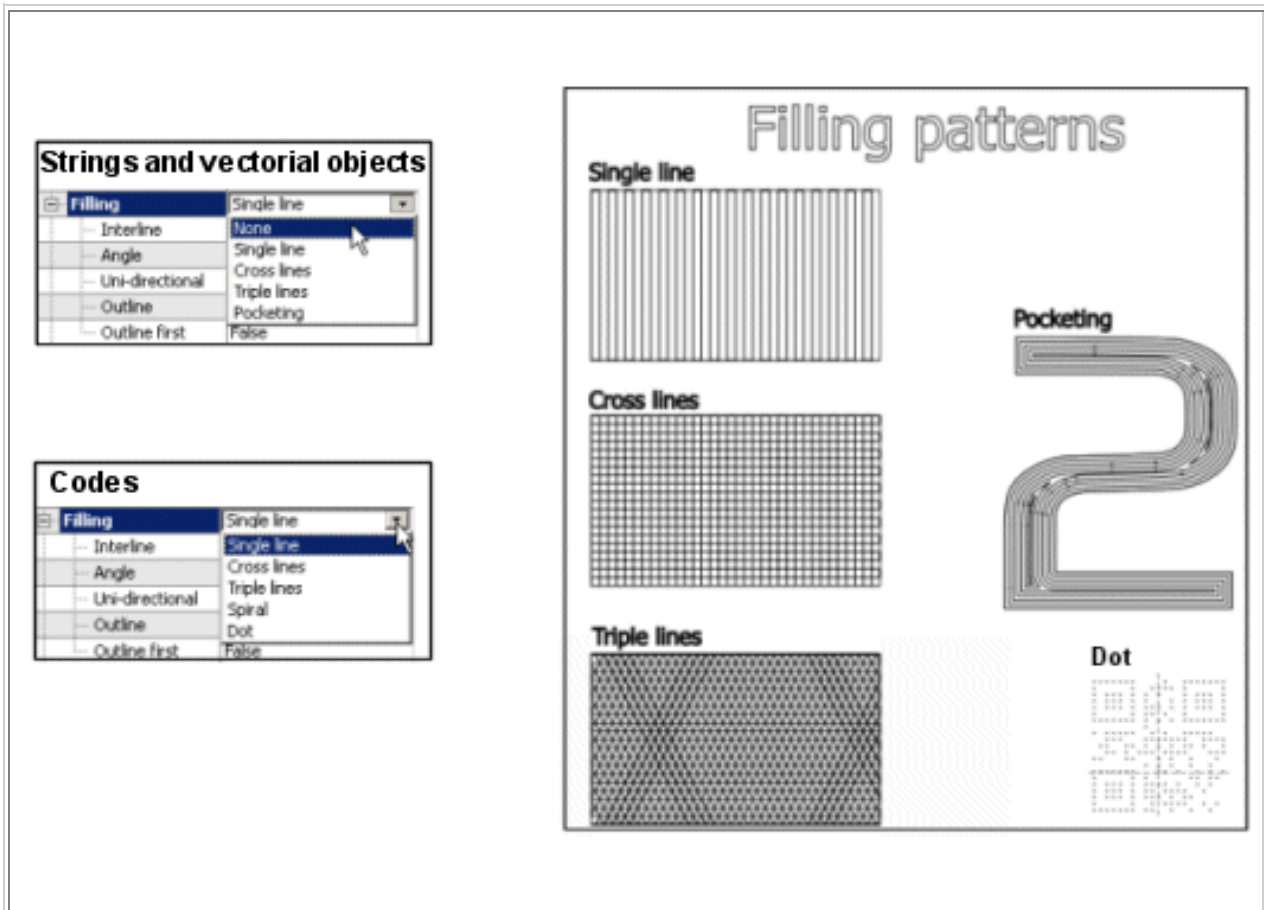 Strings and vectorial objects
Filling Single line
Interline None
Angle Single line
Cross lines
Uni-directional Triple lines
Outline Pocketing
Outline first False
Codes
Filling Single line
Interline Single line
Angle Cross lines
Triple lines
Uni-directional Spiral
Outline Dot
Outline first False
Filling patterns
Single line
Cross lines
Triple lines
Pocketing
Dot